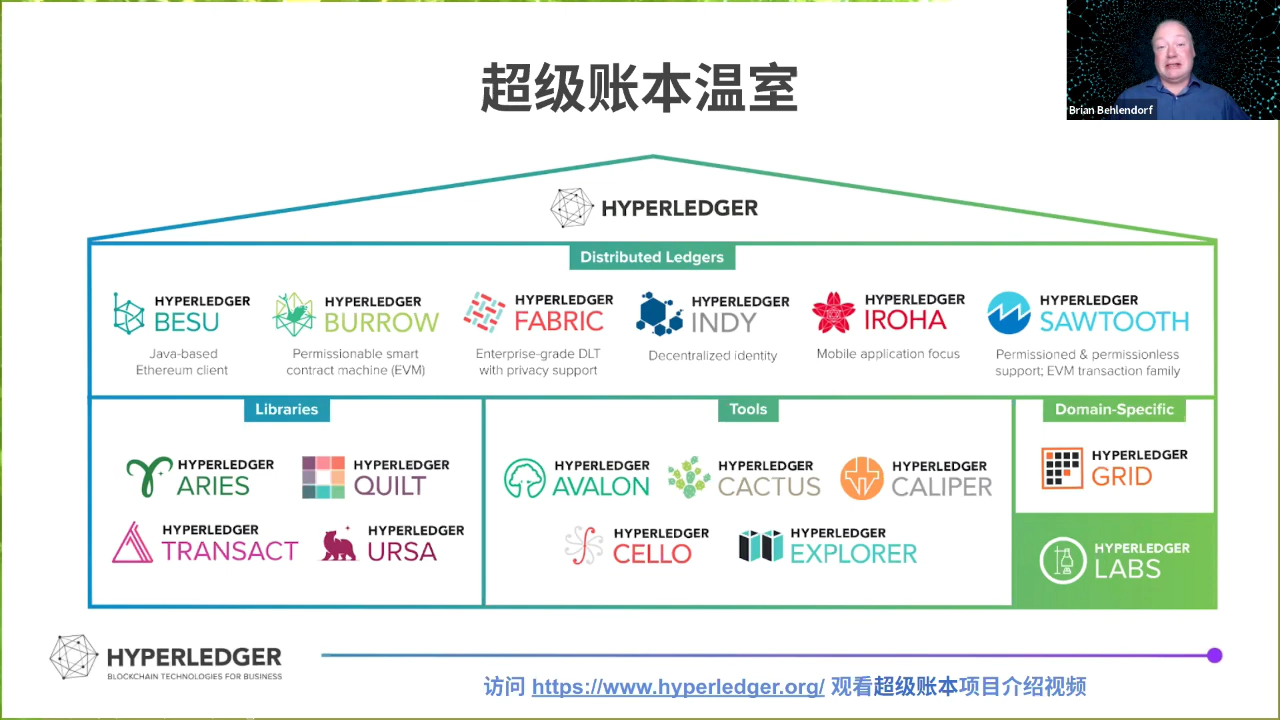 超级账本温室
Brian Behlendorf
HYPERLEDGER
Distributed Ledgers
HYPERLEDGER
BESU
Java-based
Ethereum client
HYPERLEDGER
BURROW
Permissionable smart
contract machine (EVM)
HYPERLEDGER
FABRIC
Enterprise-grade DLT
with privacy support
HYPERLEDGER
INDY
Decentralized identity
HYPERLEDGER
IROHA
Mobile application focus
HYPERLEDGER
SAWTOOTH
Permissioned & permissionless
support; EVM transaction family
Libraries
HYPERLEDGER
ARIES
HYPERLEDGER
QUILT
HYPERLEDGER
TRANSACT
HYPERLEDGER
URSA
Tools
HYPERLEDGER
AVALON
HYPERLEDGER
CACTUS
HYPERLEDGER
CALIPER
HYPERLEDGER
CELLO
HYPERLEDGER
EXPLORER
Domain-Specific
HYPERLEDGER
GRID
HYPERLEDGER
LABS
HYPERLEDGER
BLOCKCHAIN TECHNOLOGIES FOR BUSINESS
访问 https://www.hyperledger.org/ 观看超级账本项目介绍视频